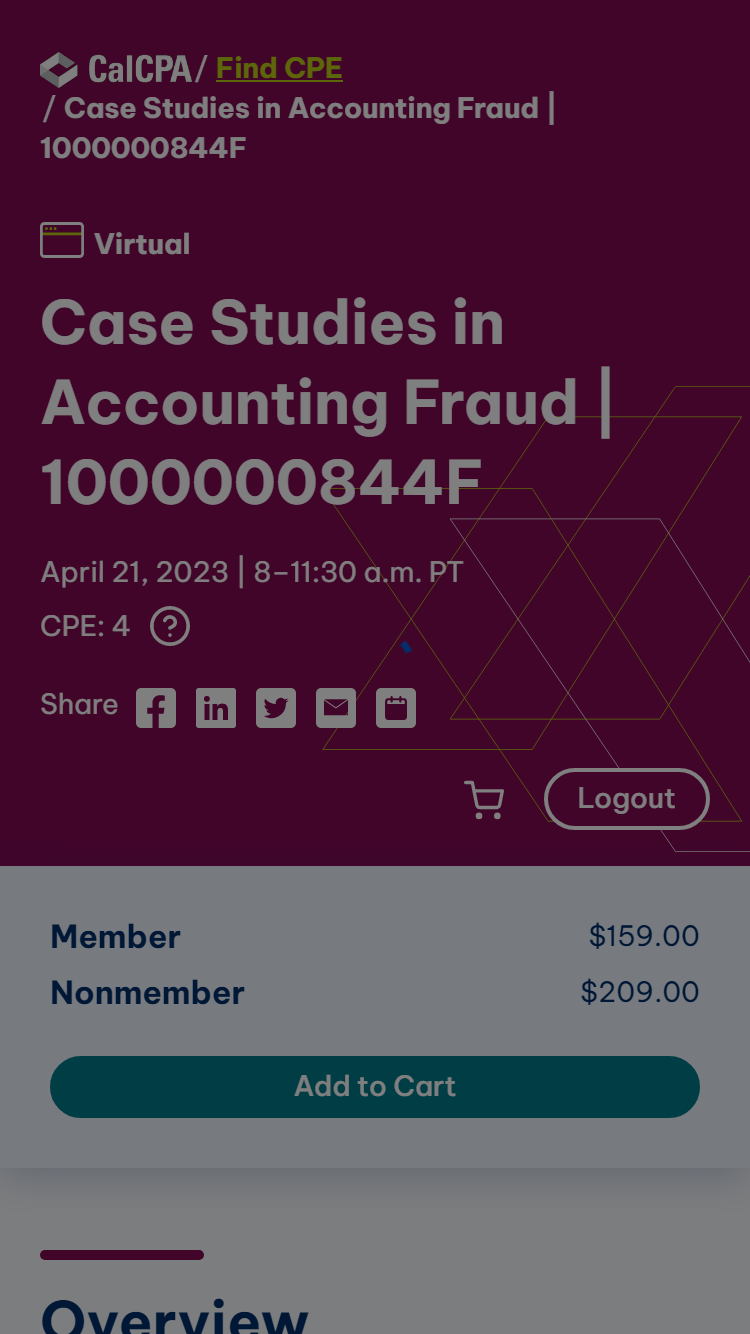 CalCPA / Find CPE
/ Case Studies in Accounting Fraud |
1000000844F
Virtual
Case Studies in
Accounting Fraud |
1000000844F
April 21, 2023 | 8–11:30 a.m. PT
CPE: 4 ?
Share
Logout
Member $159.00
Nonmember $209.00
Add to Cart
Overview